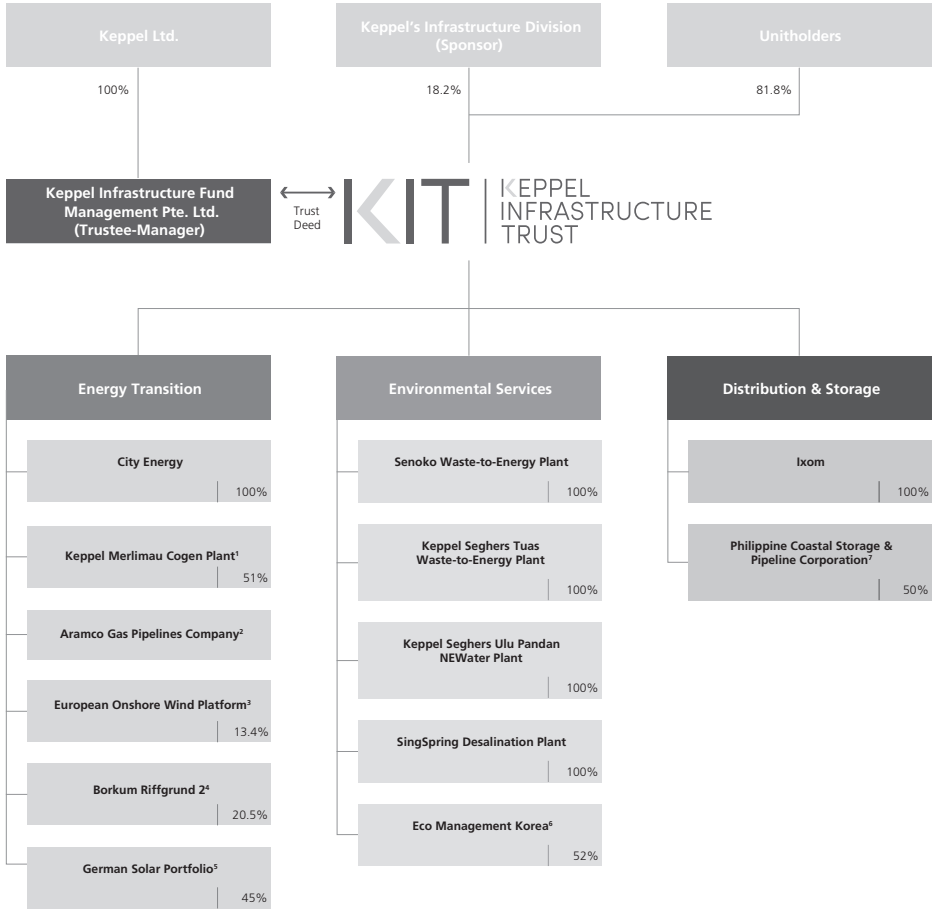 Keppel Ltd.
Keppel's Infrastructure Division
(Sponsor)
Unitholders
100%
18.2%
81.8%
Keppel Infrastructure Fund
Management Pte. Ltd.
(Trustee-Manager)
Trust
Deed
KIT
KEPPEL
INFRASTRUCTURE
TRUST
Energy Transition
City Energy
100%
Keppel Merlimau Cogen Plant¹
51%
Aramco Gas Pipelines Company²
European Onshore Wind Platform³
13.4%
Borkum Riffgrund 2⁴
20.5%
German Solar Portfolio⁵
45%
Environmental Services
Senoko Waste-to-Energy Plant
100%
Keppel Seghers Tuas
Waste-to-Energy Plant
100%
Keppel Seghers Ulu Pandan
NEWater Plant
100%
SingSpring Desalination Plant
100%
Eco Management Korea⁶
52%
Distribution & Storage
Ixom
100%
Philippine Coastal Storage &
Pipeline Corporation⁷
50%